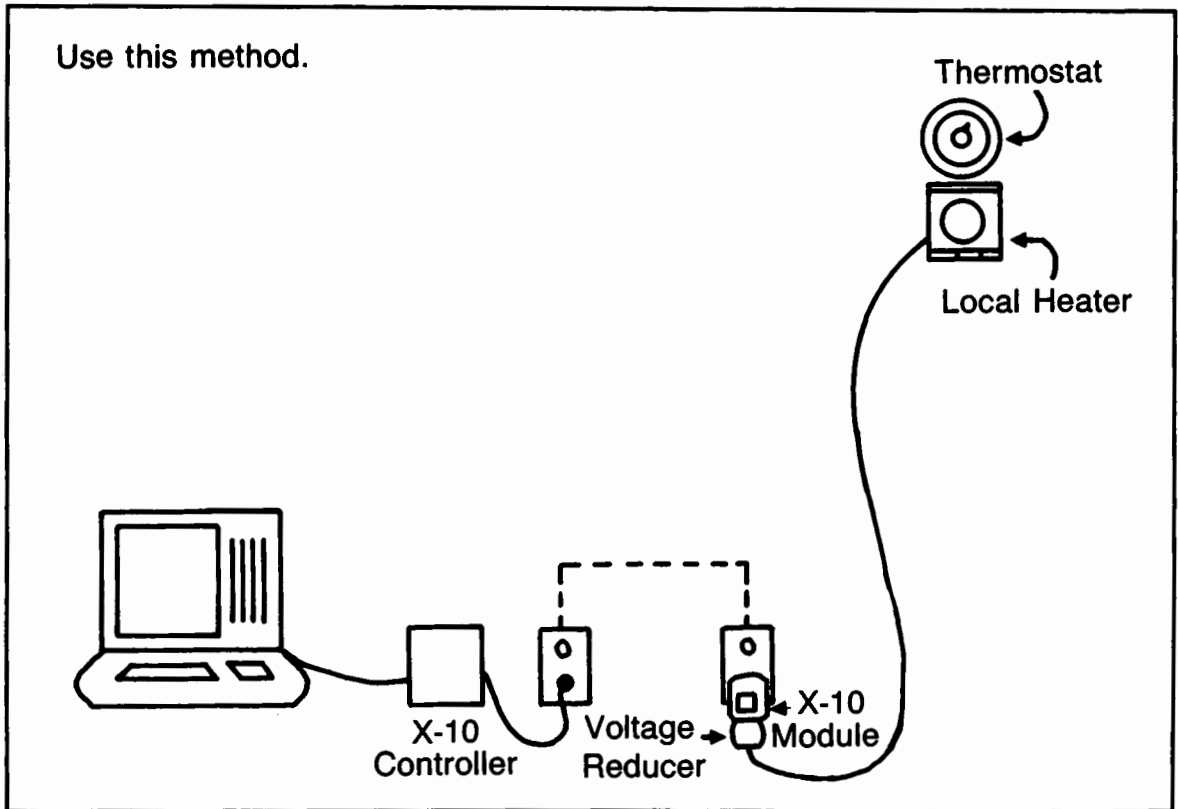 Use this method.
Thermostat
Local Heater
X-10
Controller
Voltage
Reducer
X-10
Module